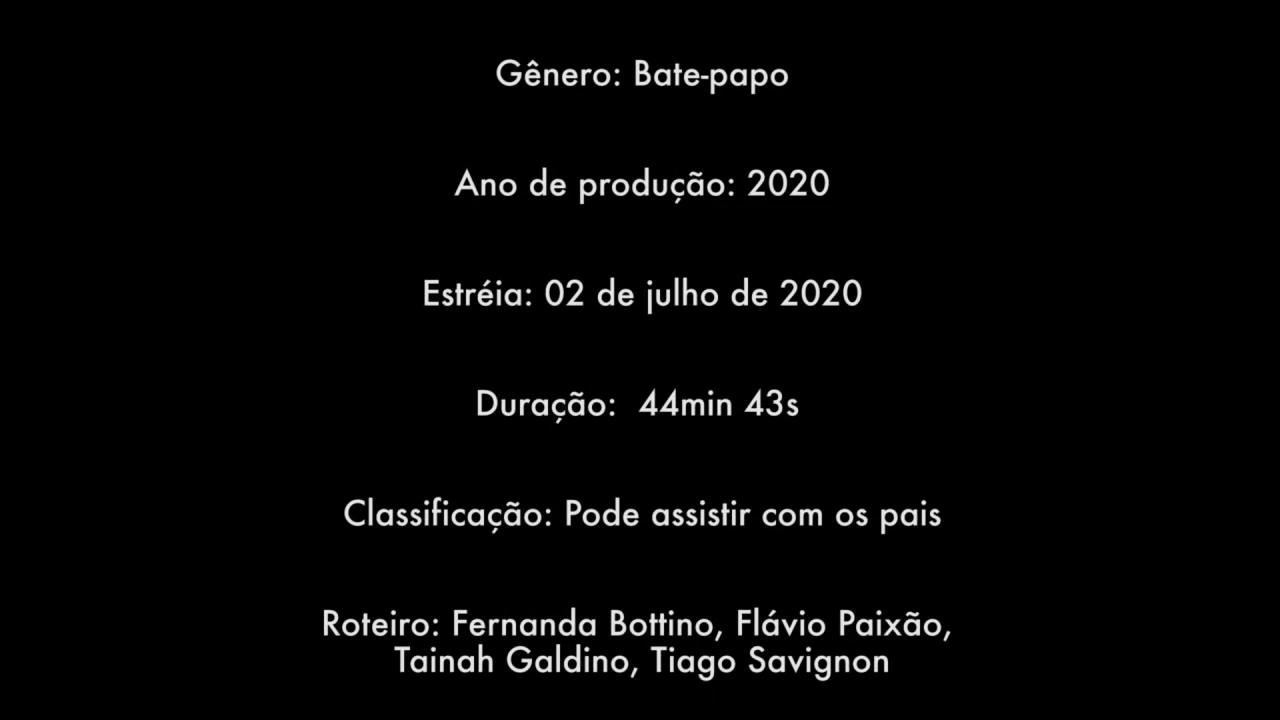 Gênero: Bate-papo
Ano de produção: 2020
Estréia: 02 de julho de 2020
Duração:  44min 43s
Classificação: Pode assistir com os pais
Roteiro: Fernanda Bottino, Flávio Paixão,
Tainah Galdino, Tiago Savignon